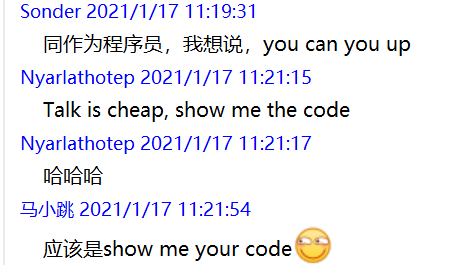 Sonder 2021/1/17 11:19:31
同作为程序员，我想说，you can you up
Nyarlathotep 2021/1/17 11:21:15
Talk is cheap, show me the code
Nyarlathotep 2021/1/17 11:21:17
哈哈哈
马小跳 2021/1/17 11:21:54
应该是show me your code